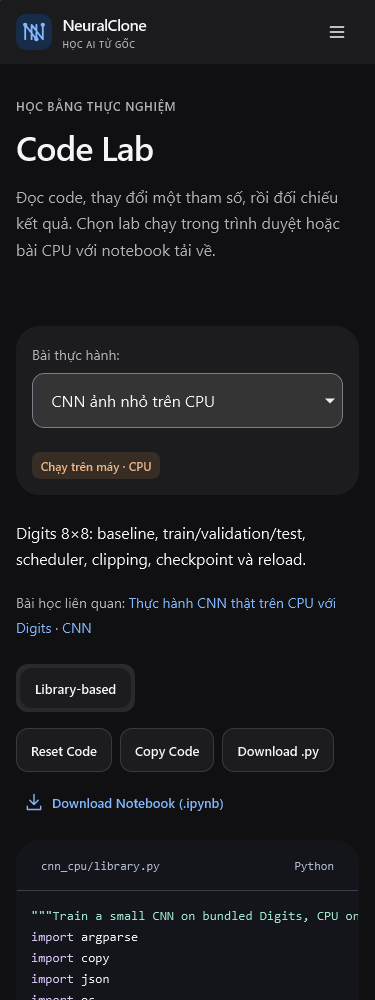 NeuralClone
HỌC AI TỪ GỐC
HỌC BẰNG THỰC NGHIỆM
Code Lab
Đọc code, thay đổi một tham số, rồi đối chiếu
kết quả. Chọn lab chạy trong trình duyệt hoặc
bài CPU với notebook tải về.
Bài thực hành:
CNN ảnh nhỏ trên CPU
Chạy trên máy · CPU
Digits 8×8: baseline, train/validation/test,
scheduler, clipping, checkpoint và reload.
Bài học liên quan: Thực hành CNN thật trên CPU với
Digits · CNN
Library-based
Reset Code Copy Code Download .py
Download Notebook (.ipynb)
cnn_cpu/library.py Python
"""Train a small CNN on bundled Digits, CPU on
import argparse
import copy
import json
import os